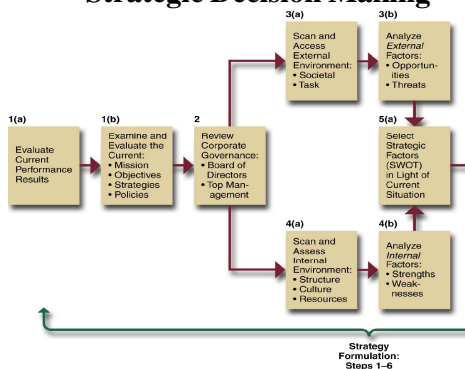 Strategic Decision Making
3(a)
Scan and
Access
External
Environment:
• Societal
• Task
3(b)
Analyze
External
Factors:
• Opportun-
ities
• Threats
1(a)
Evaluate
Current
Performance
Results
1(b)
Examine and
Evaluate the
Current:
• Mission
• Objectives
• Strategies
• Policies
2
Review
Corporate
Governance:
• Board of
Directors
• Top Man-
agement
5(a)
Select
Strategic
Factors
(SWOT)
in Light of
Current
Situation
4(a)
Scan and
Assess
Internal
Environment:
• Structure
• Culture
• Resources
4(b)
Analyze
Internal
Factors:
• Strengths
• Weak-
nesses
Strategy
Formulation:
Steps 1–6